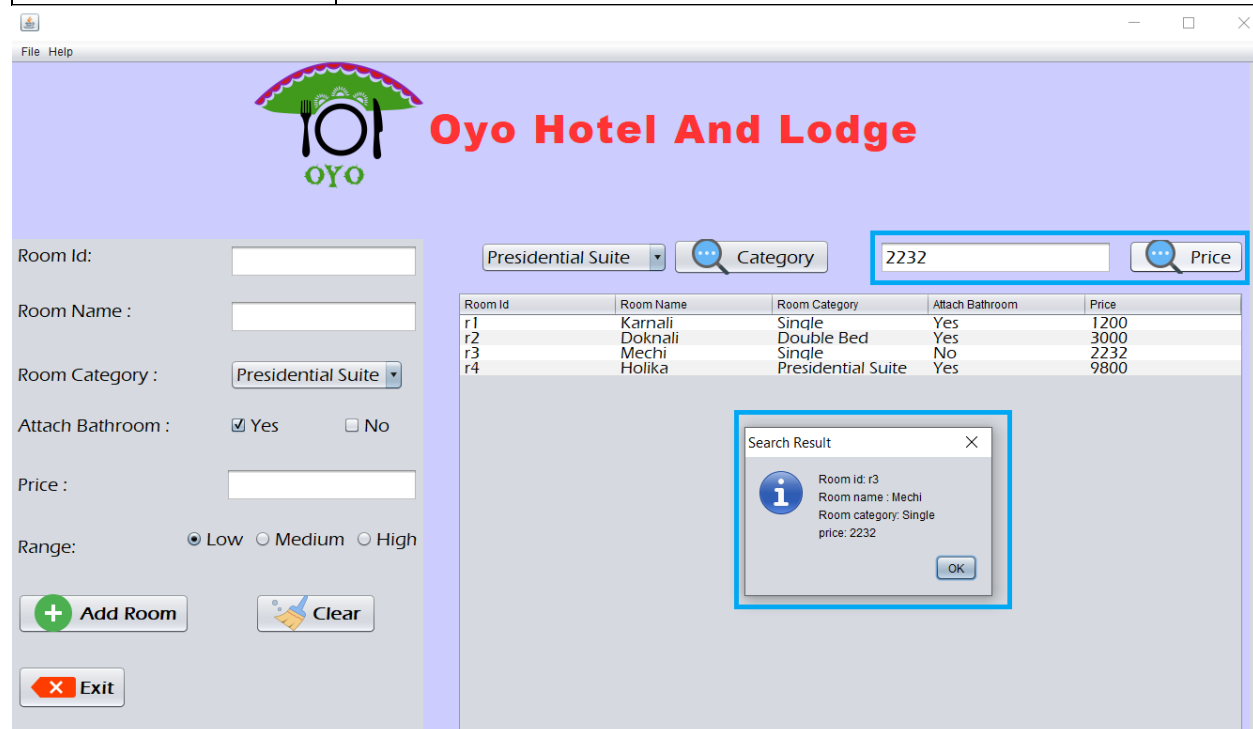 File Help
OYO
Oyo Hotel And Lodge
Room Id:
Room Name :
Room Category : Presidential Suite
Attach Bathroom : Yes No
Price :
Range: Low Medium High
Add Room Clear
Exit
Presidential Suite Category 2232 Price
Room Id Room Name Room Category Attach Bathroom Price
r1 Karnali Single Yes 1200
r2 Doknali Double Bed Yes 3000
r3 Mechi Single No 2232
r4 Holika Presidential Suite Yes 9800
Search Result
Room id: r3
Room name : Mechi
Room category: Single
price: 2232
OK